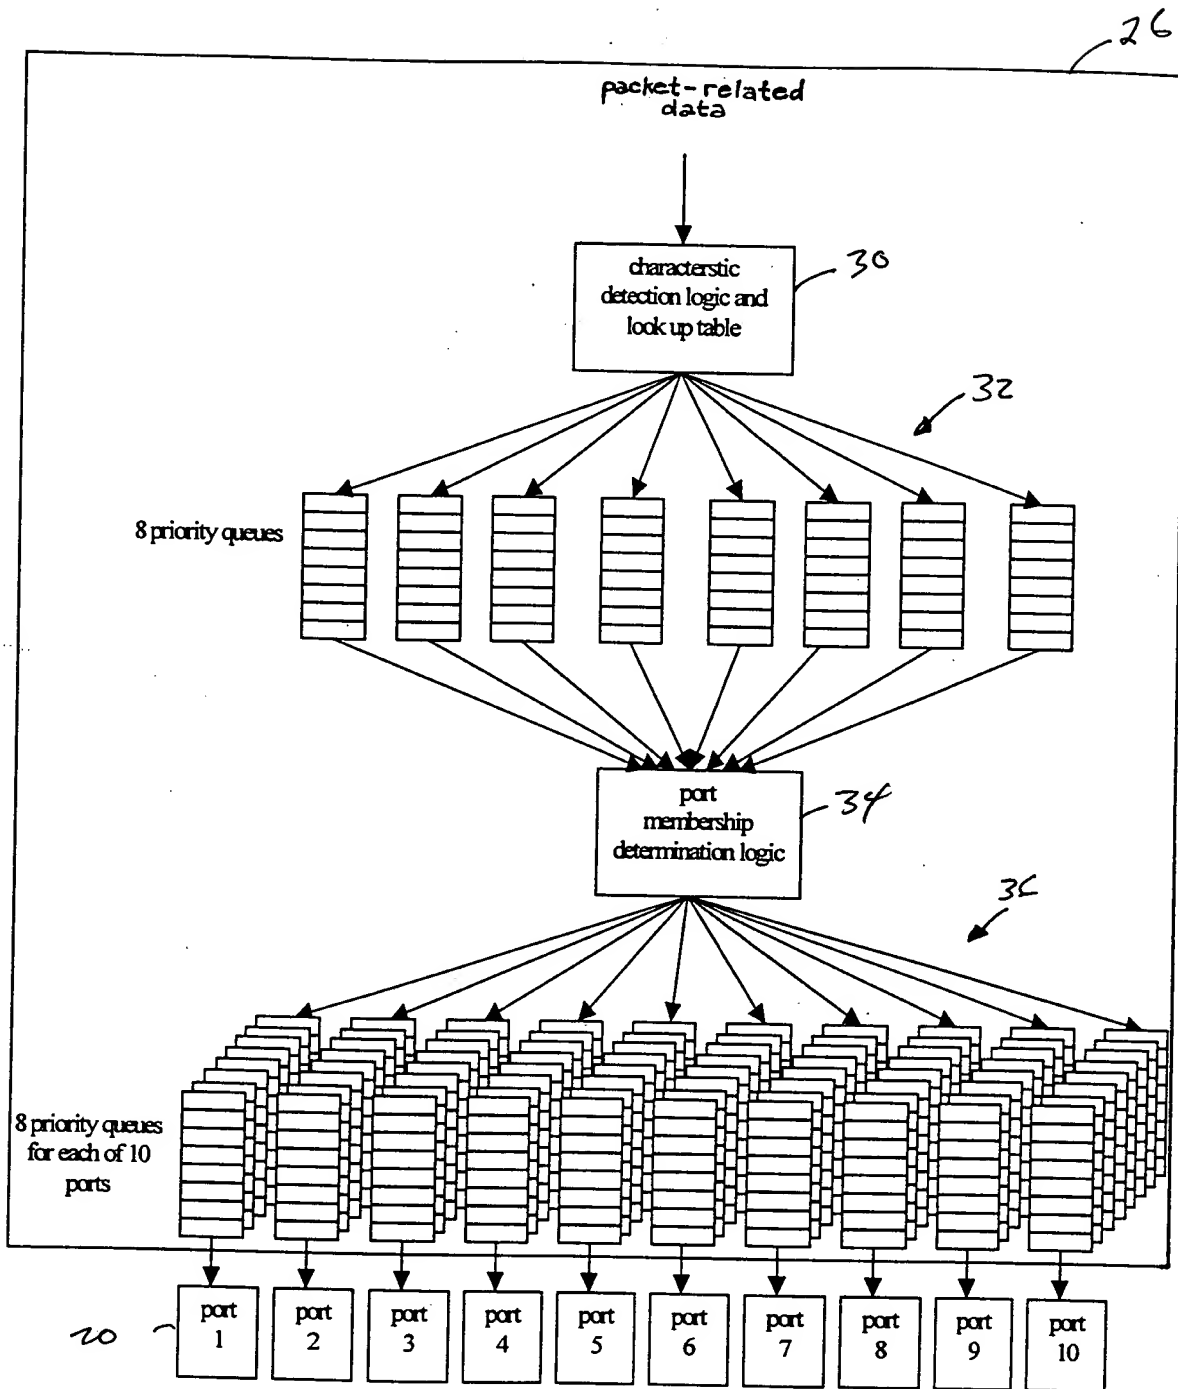 26
packet-related
data
characterstic
detection logic and
look up table
30
32
8 priority queues
port
membership
determination logic
34
36
8 priority queues
for each of 10
ports
20
port
1
port
2
port
3
port
4
port
5
port
6
port
7
port
8
port
9
port
10